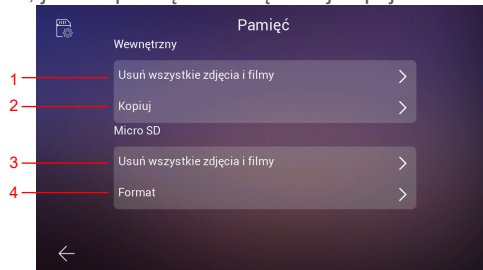 Pamięć
Wewnętrzny
1 Usuń wszystkie zdjęcia i filmy
2 Kopiuj
Micro SD
3 Usuń wszystkie zdjęcia i filmy
4 Format